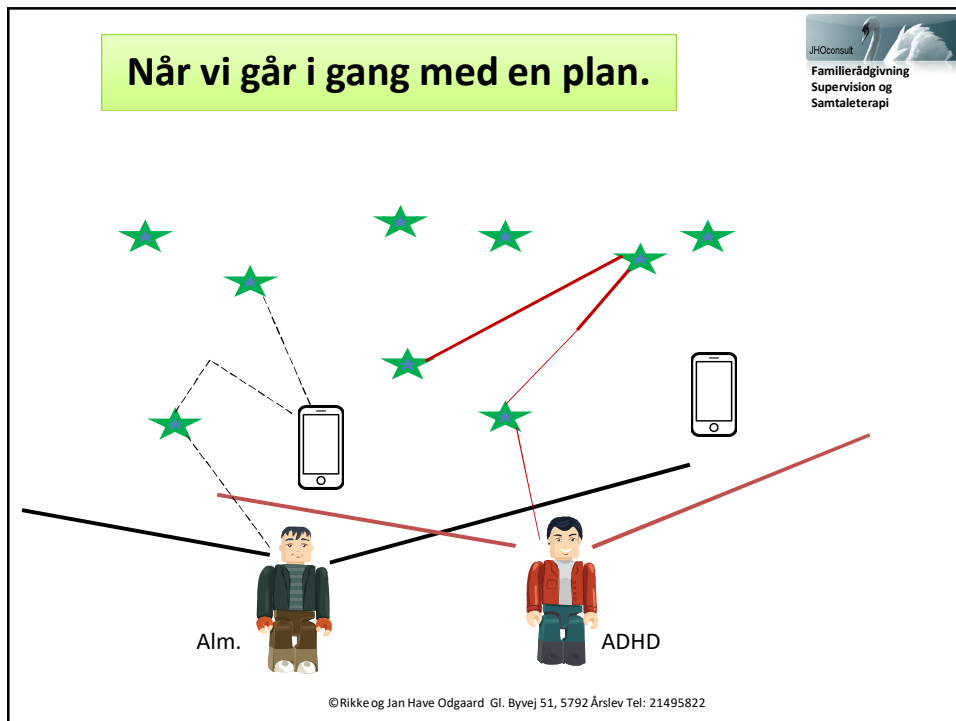 Når vi går i gang med en plan.
JHOconsult
Familierådgivning
Supervision og
Samtaleterapi
Alm.
ADHD
©Rikke og Jan Have Odgaard Gl. Byvej 51, 5792 Årslev Tel: 21495822